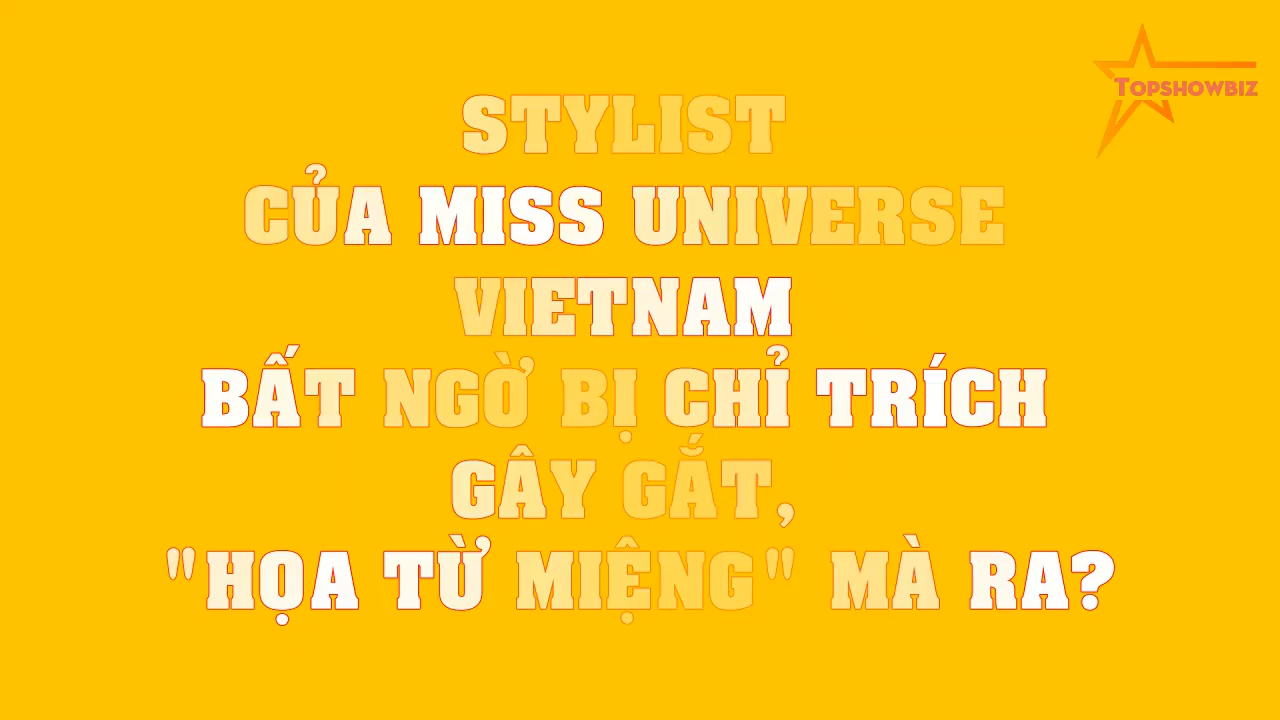 TOPSHOWBIZ
STYLIST
CỦA MISS UNIVERSE
VIETNAM
BẤT NGỜ BỊ CHỈ TRÍCH
GÂY GẮT,
"HỌA TỪ MIỆNG" MÀ RA?